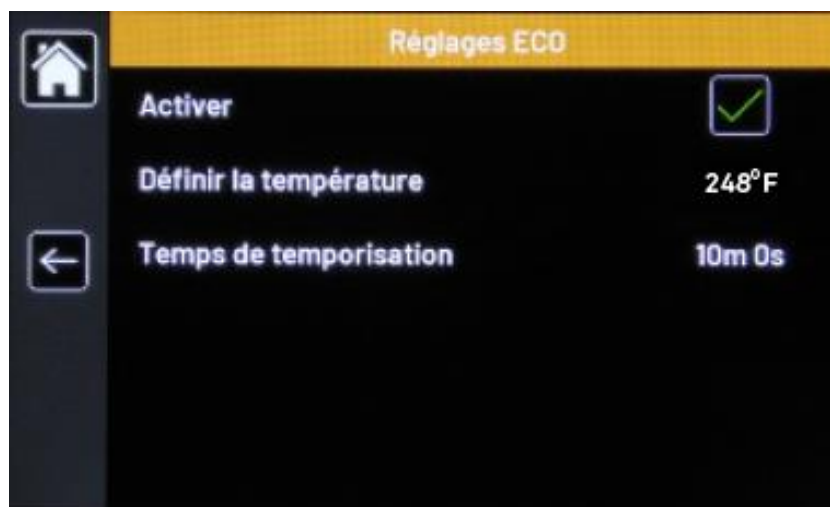 Réglages ECO
Activer
Définir la température 248°F
Temps de temporisation 10m 0s